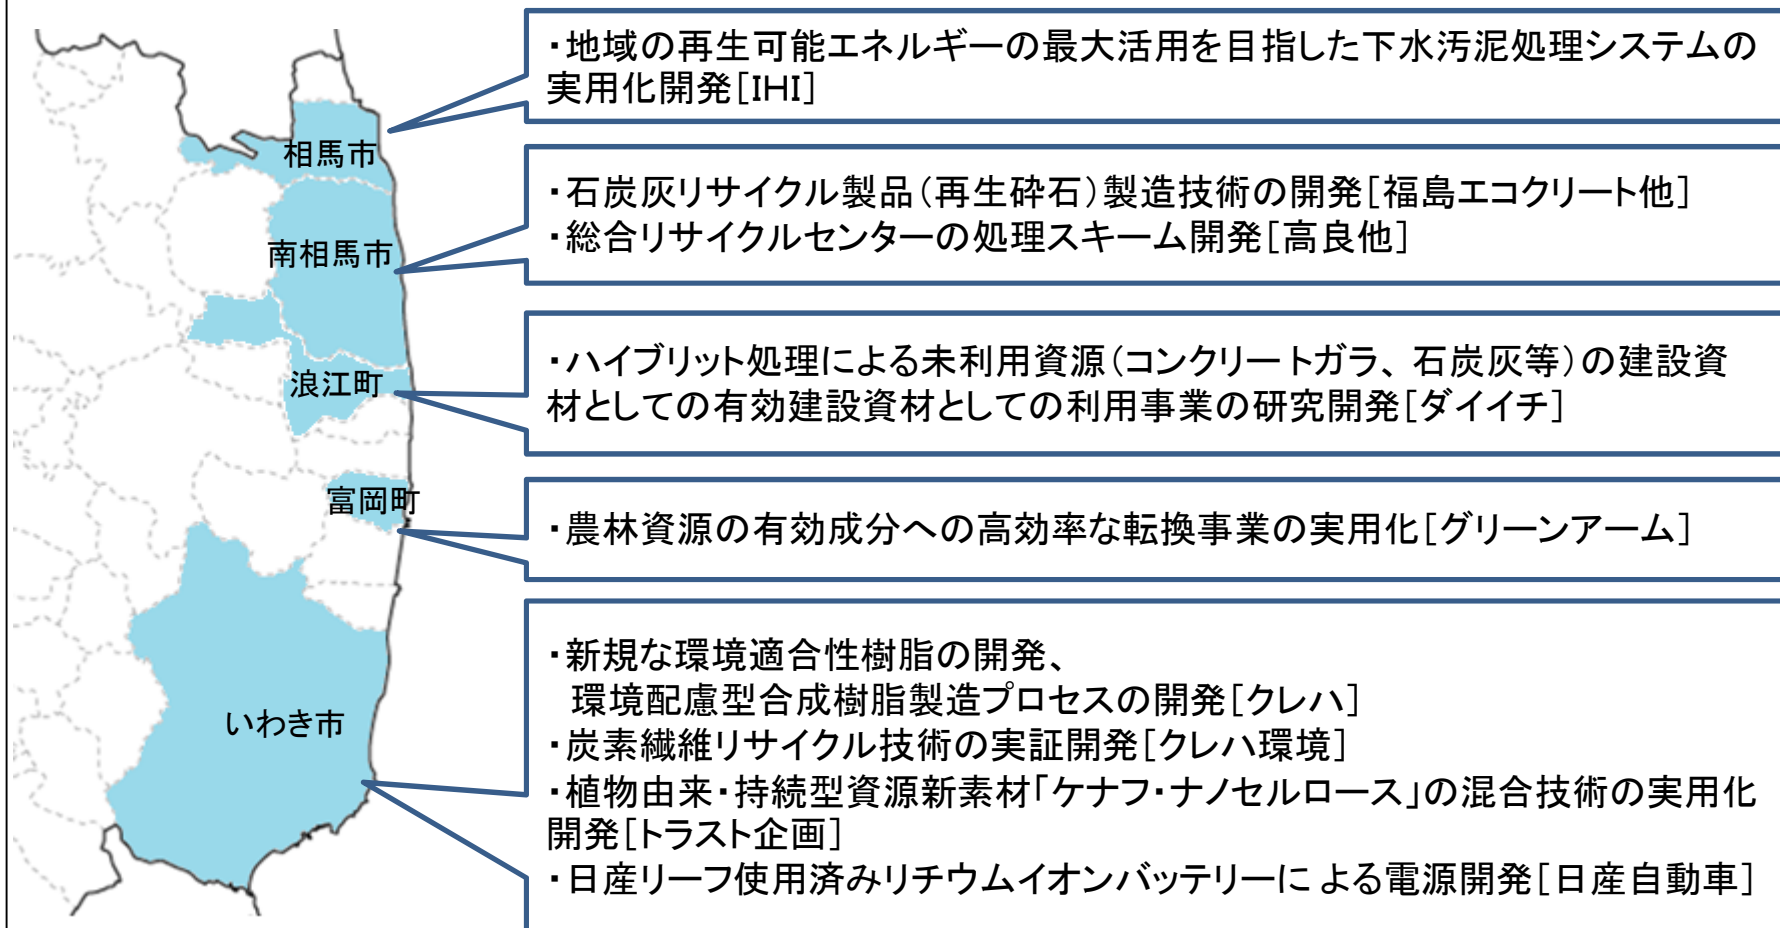 ・地域の再生可能エネルギーの最大活用を目指した下水汚泥処理システムの
実用化開発[IHI]
相馬市
・石炭灰リサイクル製品(再生砕石)製造技術の開発[福島エコクリート他]
・総合リサイクルセンターの処理スキーム開発[高良他]
南相馬市
・ハイブリット処理による未利用資源(コンクリートガラ、石炭灰等)の建設資
材としての有効建設資材としての利用事業の研究開発[ダイイチ]
浪江町
・農林資源の有効成分への高効率な転換事業の実用化[グリーンアーム]
富岡町
・新規な環境適合性樹脂の開発、
環境配慮型合成樹脂製造プロセスの開発[クレハ]
・炭素繊維リサイクル技術の実証開発[クレハ環境]
・植物由来・持続型資源新素材「ケナフ・ナノセルロース」の混合技術の実用化
開発[トラスト企画]
・日産リーフ使用済みリチウムイオンバッテリーによる電源開発[日産自動車]
いわき市